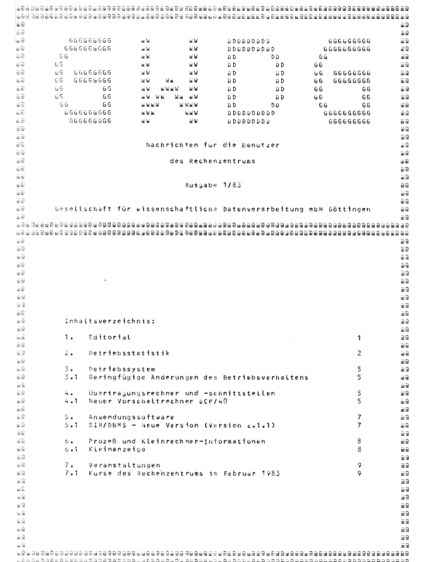 GWDG
Nachrichten für die Benutzer
des Rechenzentrums
Ausgabe 1/83
Gesellschaft für wissenschaftliche Datenverarbeitung mbH Göttingen
Inhaltsverzeichnis:
1. Editorial 1
2. Betriebsstatistik 2
3. Betriebssystem 5
3.1 Geringfügige Änderungen des Betriebsverhaltens 5
4. Übertragungsrechner und -schnittstellen 5
4.1 Neuer Vorschaltrechner DCP/40 5
5. Anwendungssoftware 7
5.1 SIR/DBMS - Neue Version (Version 2.1.1) 7
6. Prozeß und Kleinrechner-Informationen 8
6.1 Kleinanzeige 8
7. Veranstaltungen 9
7.1 Kurse des Rechenzentrums im Februar 1983 9